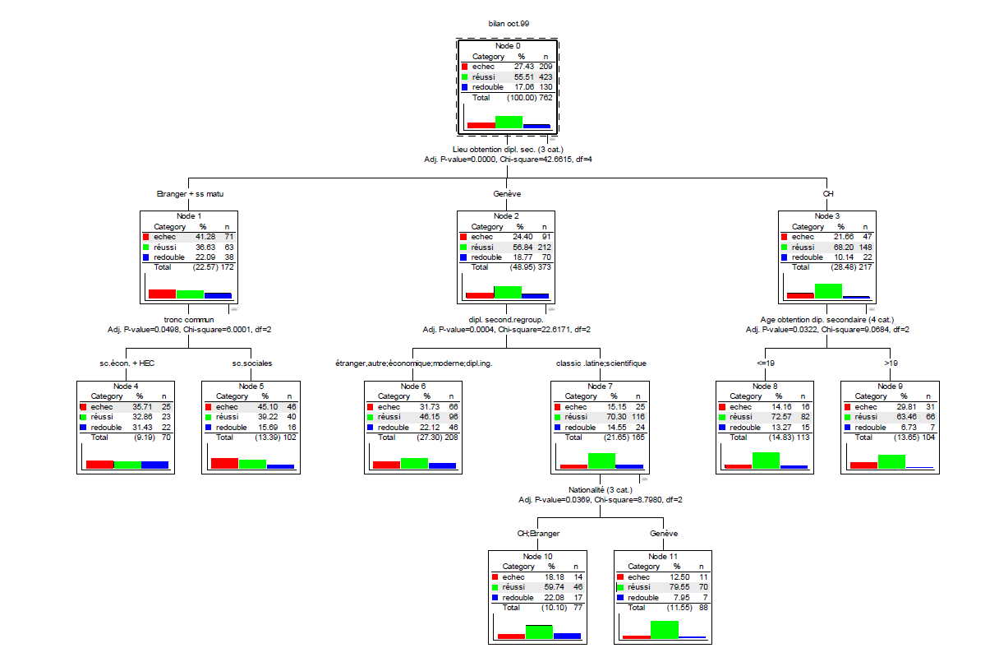 bilan oct.99
Node 0
Category % n
echec 27.43 209
réussi 55.51 423
redouble 17.06 130
Total (100.00) 762
Lieu obtention dipl. sec. (3 cat.)
Adj. P-value=0.0000, Chi-square=42.6615, df=4
Etranger + ss matu
Node 1
Category % n
echec 41.28 71
réussi 36.63 63
redouble 22.09 38
Total (22.57) 172
tronc commun
Adj. P-value=0.0498, Chi-square=6.0001, df=2
Genève
Node 2
Category % n
echec 24.40 91
réussi 56.84 212
redouble 18.77 70
Total (48.95) 373
dipl. second.regroup.
Adj. P-value=0.0004, Chi-square=22.6171, df=2
CH
Node 3
Category % n
echec 21.66 47
réussi 68.20 148
redouble 10.14 22
Total (28.48) 217
Age obtention dip. secondaire (4 cat.)
Adj. P-value=0.0322, Chi-square=9.0684, df=2
sc.écon. + HEC
Node 4
Category % n
echec 35.71 25
réussi 32.86 23
redouble 31.43 22
Total (9.19) 70
sc.sociales
Node 5
Category % n
echec 45.10 46
réussi 39.22 40
redouble 15.69 16
Total (13.39) 102
étranger,autre;économique;moderne;dipl.ing.
Node 6
Category % n
echec 31.73 66
réussi 46.15 96
redouble 22.12 46
Total (27.30) 208
classic .latine;scientifique
Node 7
Category % n
echec 15.15 25
réussi 70.30 116
redouble 14.55 24
Total (21.65) 165
Nationalité (3 cat.)
Adj. P-value=0.0369, Chi-square=8.7980, df=2
<=19
Node 8
Category % n
echec 14.16 16
réussi 72.57 82
redouble 13.27 15
Total (14.83) 113
>19
Node 9
Category % n
echec 29.81 31
réussi 63.46 66
redouble 6.73 7
Total (13.65) 104
CH;Etranger
Node 10
Category % n
echec 18.18 14
réussi 59.74 46
redouble 22.08 17
Total (10.10) 77
Genève
Node 11
Category % n
echec 12.50 11
réussi 79.55 70
redouble 7.95 7
Total (11.55) 88